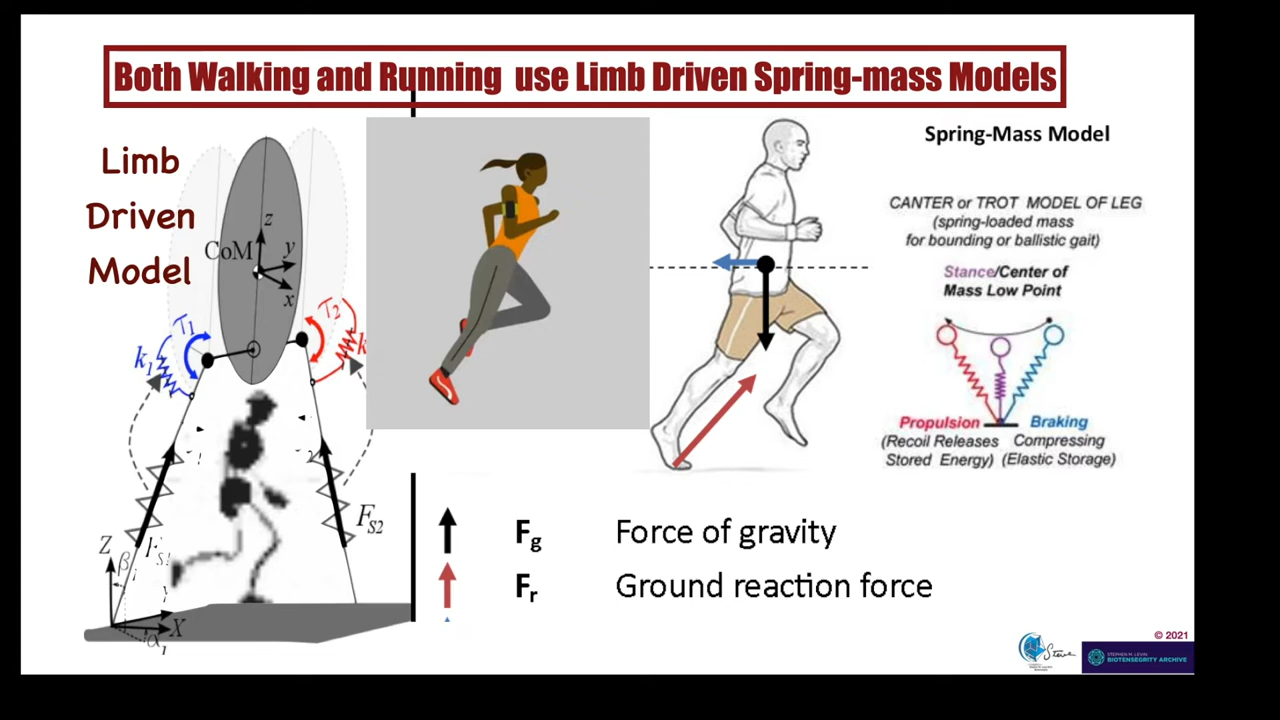 Both Walking and Running use Limb Driven Spring-mass Models
Limb
Driven
Model
CoM
z
y
x
τ1
k1
τ2
k
FS2
FS1
Z
β
X
α1
Spring-Mass Model
CANTER or TROT MODEL OF LEG
(spring-loaded mass
for bounding or ballistic gait)
Stance/Center of
Mass Low Point
Propulsion Braking
(Recoil Releases Compressing
Stored Energy) (Elastic Storage)
Fg Force of gravity
Fr Ground reaction force
© 2021
Steve
STEPHEN M. LEVIN
BIOTENSEGRITY ARCHIVE